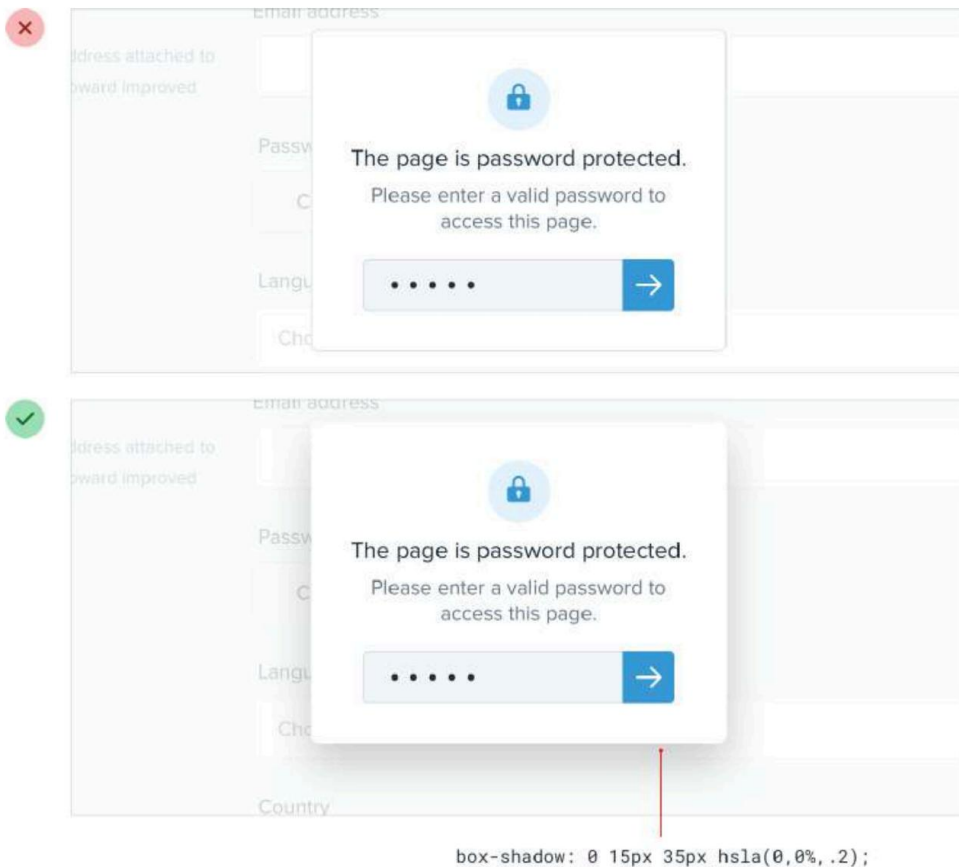 Email address
ddress attached to
oward improved
Passw
C
Langu
Cho
The page is password protected.
Please enter a valid password to
access this page.
•••••
→
Email address
ddress attached to
oward improved
Passw
C
Langu
Cho
Country
The page is password protected.
Please enter a valid password to
access this page.
•••••
→
box-shadow: 0 15px 35px hsla(0,0%,.2);